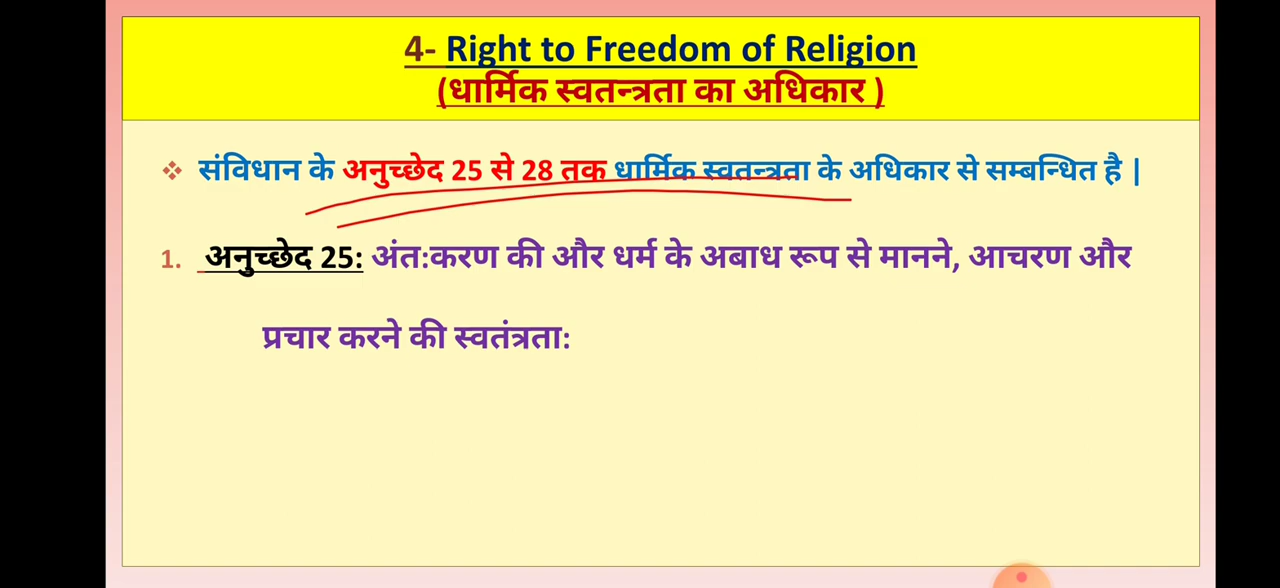 4- Right to Freedom of Religion
(धार्मिक स्वतन्त्रता का अधिकार )
❖ संविधान के अनुच्छेद 25 से 28 तक धार्मिक स्वतन्त्रता के अधिकार से सम्बन्धित है |
1. अनुच्छेद 25: अंत:करण की और धर्म के अबाध रूप से मानने, आचरण और
प्रचार करने की स्वतंत्रता: